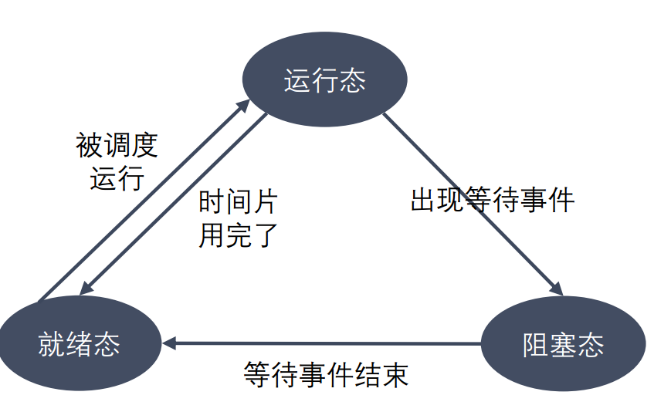 运行态
被调度
运行
时间片
用完了
出现等待事件
就绪态
阻塞态
等待事件结束